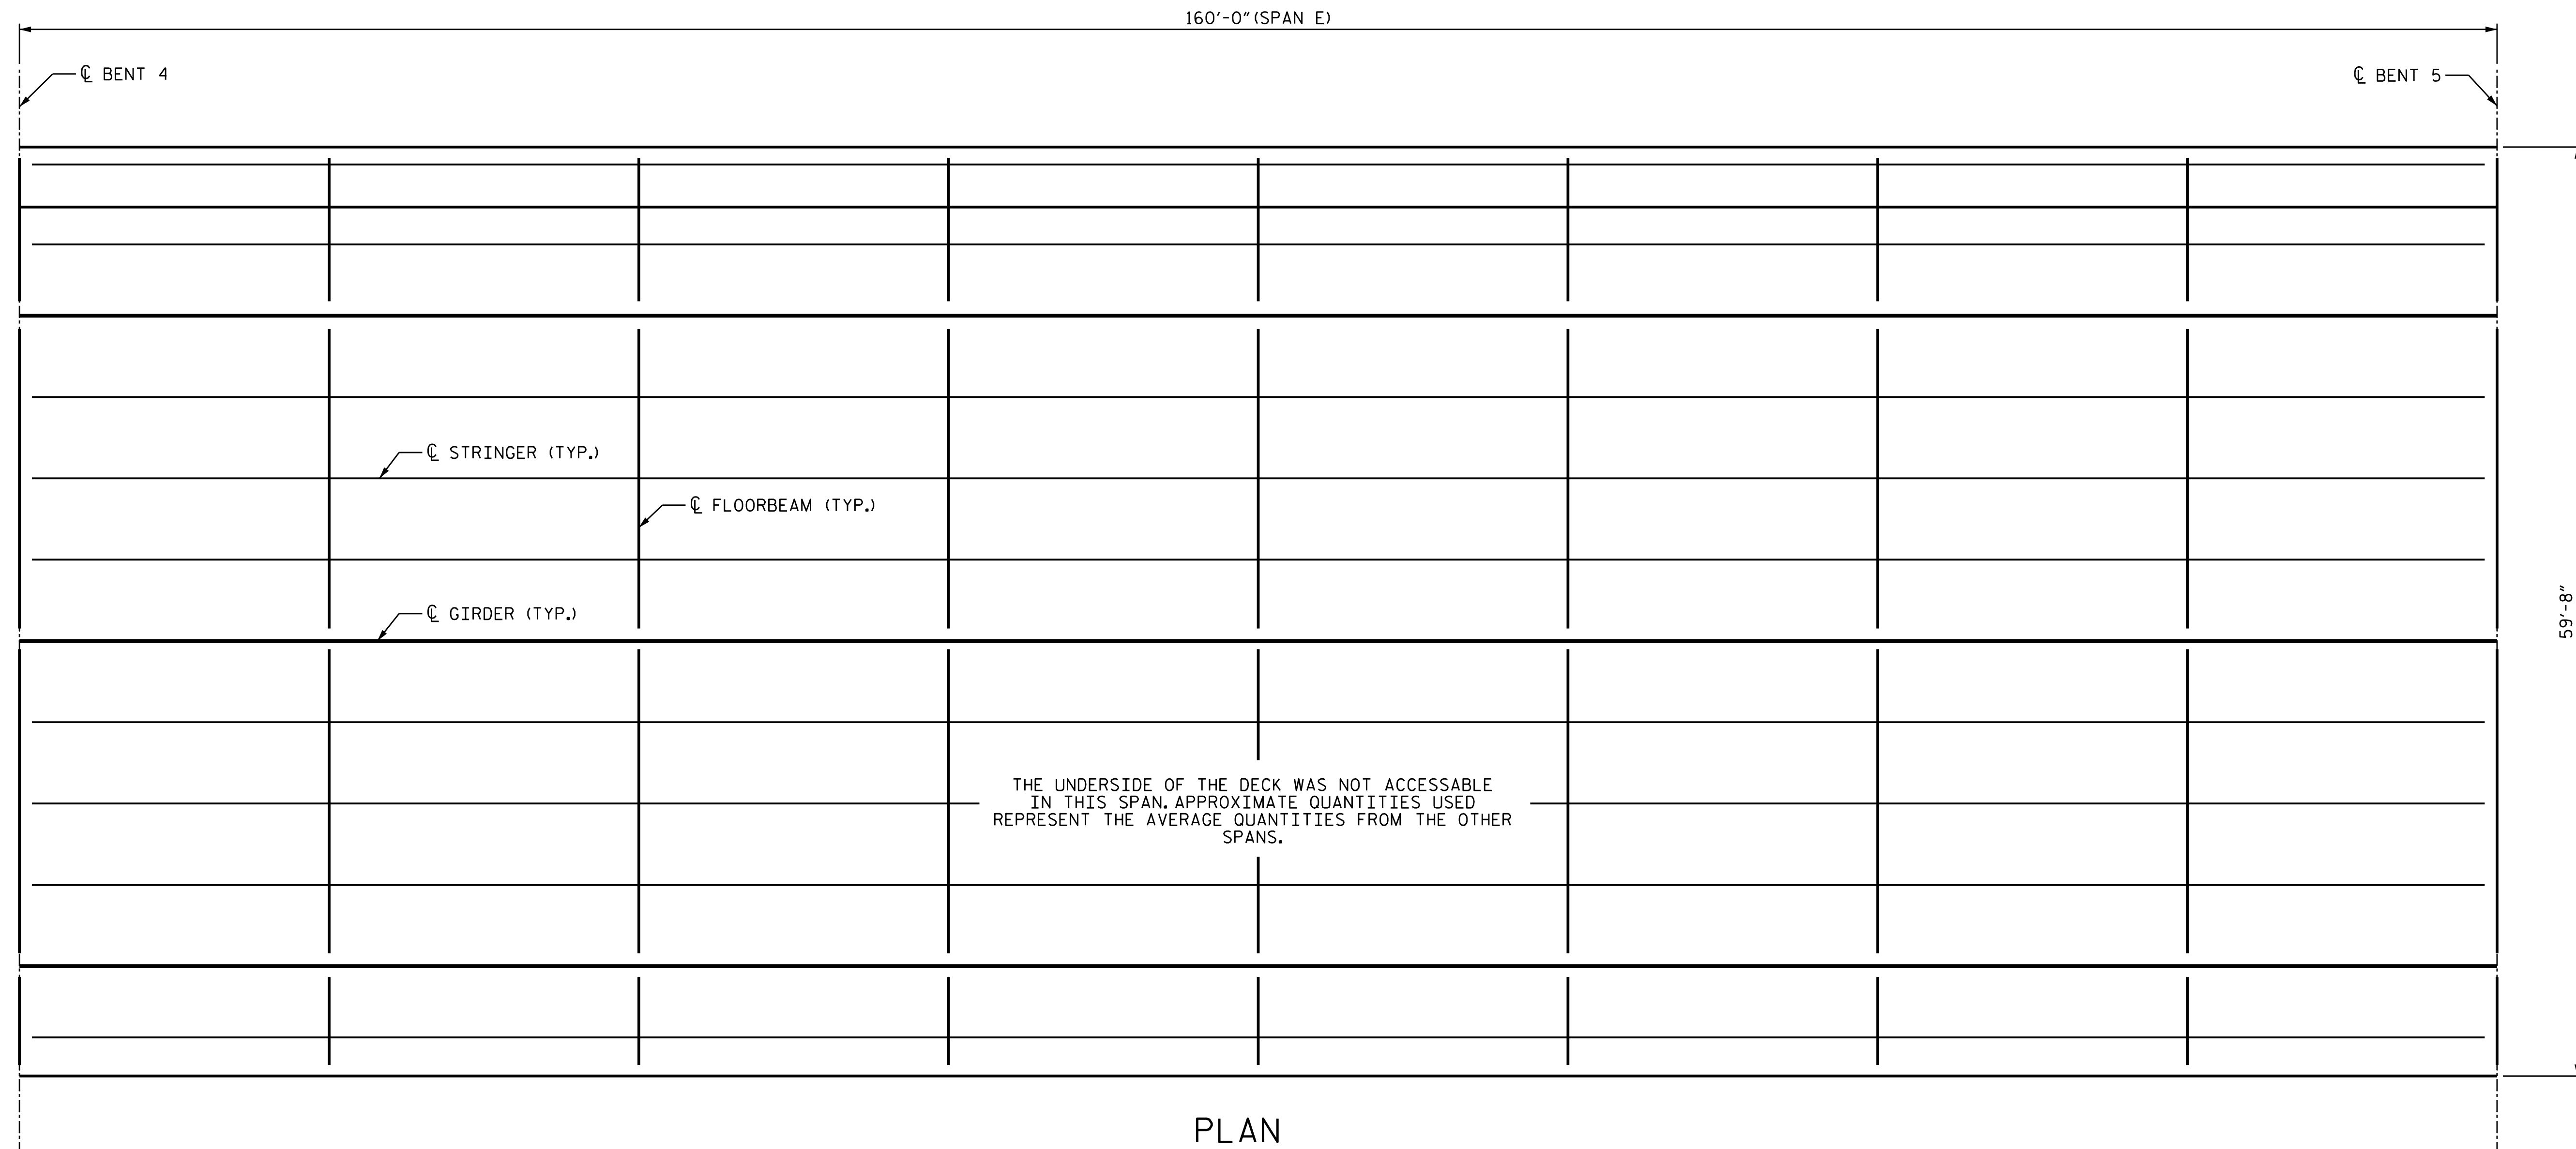 160'-0" (SPAN E)
℄ BENT 4
℄ BENT 5
℄ STRINGER (TYP.)
℄ FLOORBEAM (TYP.)
59'-8"
℄ GIRDER (TYP.)
THE UNDERSIDE OF THE DECK WAS NOT ACCESSABLE
IN THIS SPAN. APPROXIMATE QUANTITIES USED
REPRESENT THE AVERAGE QUANTITIES FROM THE OTHER
SPANS.
PLAN